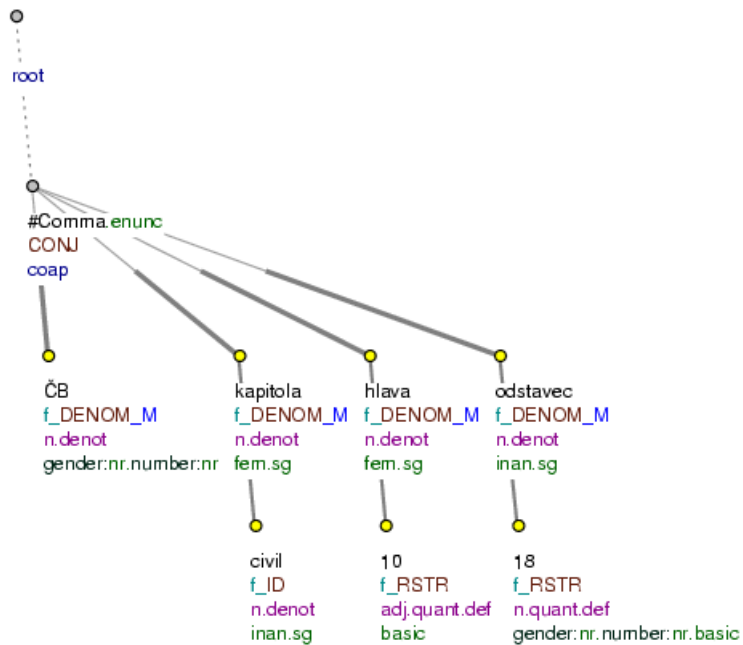 root
#Comma.enunc
CONJ
coap
ČB
f_DENOM_M
n.denot
gender:nr.number:nr
kapitola
f_DENOM_M
n.denot
fem.sg
hlava
f_DENOM_M
n.denot
fem.sg
odstavec
f_DENOM_M
n.denot
inan.sg
civil
f_ID
n.denot
inan.sg
10
f_RSTR
adj.quant.def
basic
18
f_RSTR
n.quant.def
gender:nr.number:nr.basic